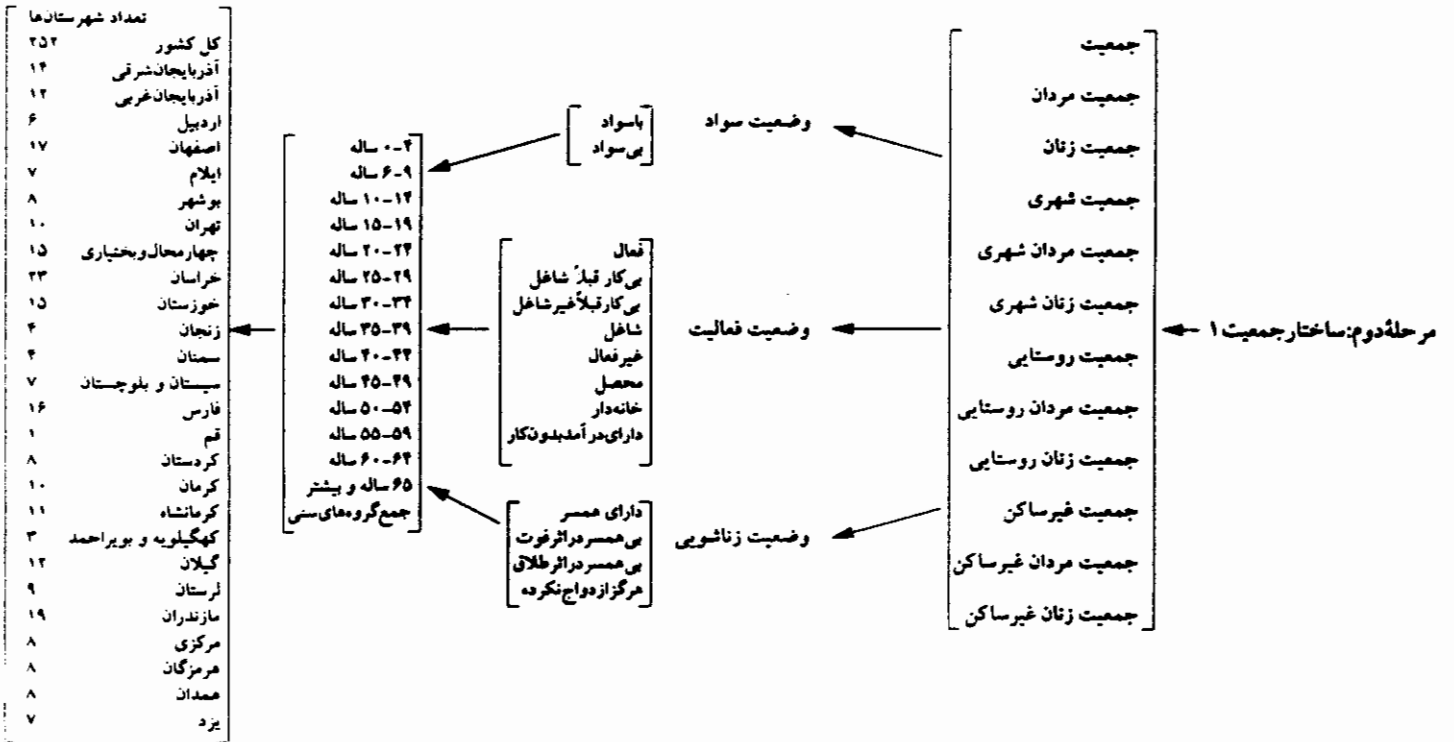 مرحلهٔ دوم: ساختار جمعیت ۱
جمعیت
جمعیت مردان
جمعیت زنان
جمعیت شهری
جمعیت مردان شهری
جمعیت زنان شهری
جمعیت روستایی
جمعیت مردان روستایی
جمعیت زنان روستایی
جمعیت غیرساکن
جمعیت مردان غیرساکن
جمعیت زنان غیرساکن
وضعیت سواد
باسواد
بی‌سواد
وضعیت فعالیت
فعال
بی‌کار قبلاً شاغل
بی‌کار قبلاً غیرشاغل
شاغل
غیرفعال
محصل
خانه‌دار
دارای درآمد بدون کار
وضعیت زناشویی
دارای همسر
بی‌همسر در اثر فوت
بی‌همسر در اثر طلاق
هرگز ازدواج نکرده
۰-۴ ساله
۶-۹ ساله
۱۰-۱۴ ساله
۱۵-۱۹ ساله
۲۰-۲۴ ساله
۲۵-۲۹ ساله
۳۰-۳۴ ساله
۳۵-۳۹ ساله
۴۰-۴۴ ساله
۴۵-۴۹ ساله
۵۰-۵۴ ساله
۵۵-۵۹ ساله
۶۰-۶۴ ساله
۶۵ ساله و بیشتر
جمع گروه‌های سنی
تعداد شهرستان‌ها
کل کشور ۲۵۲
آذربایجان‌شرقی ۱۴
آذربایجان‌غربی ۱۲
اردبیل ۶
اصفهان ۱۷
ایلام ۷
بوشهر ۸
تهران ۱۰
چهارمحال‌وبختیاری ۱۵
خراسان ۲۳
خوزستان ۱۵
زنجان ۴
سمنان ۴
سیستان و بلوچستان ۷
فارس ۱۶
قم ۱
کردستان ۸
کرمان ۱۰
کرمانشاه ۱۱
کهگیلویه و بویراحمد ۳
گیلان ۱۲
لرستان ۹
مازندران ۱۹
مرکزی ۸
هرمزگان ۸
همدان ۸
یزد ۷